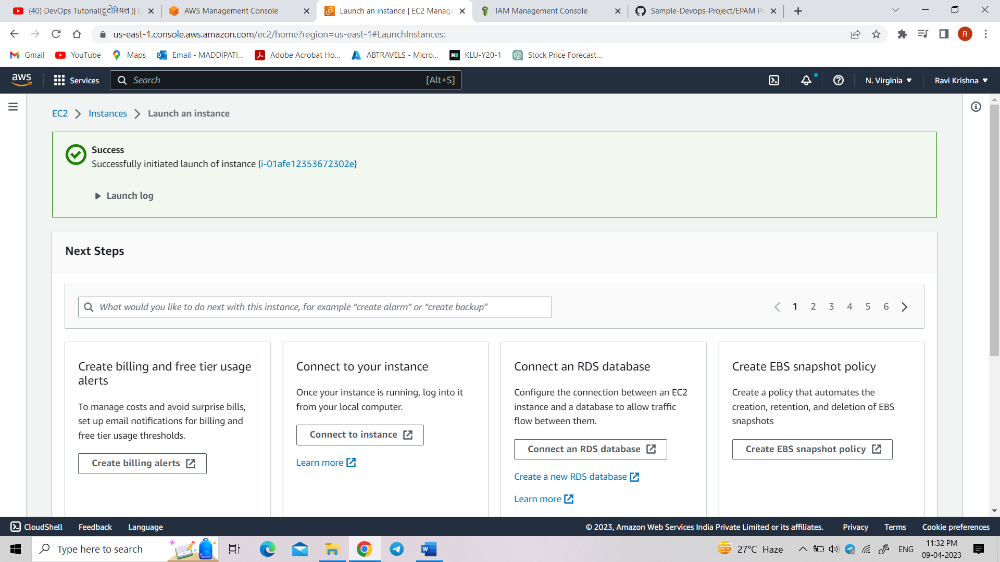 (40) DevOps Tutorial(टूटोरियल )| L
AWS Management Console
Launch an instance | EC2 Manage
IAM Management Console
Sample-Devops-Project/EPAM Pr
us-east-1.console.aws.amazon.com/ec2/home?region=us-east-1#LaunchInstances:
R
Gmail
YouTube
Maps
Email - MADDIPATI...
Adobe Acrobat Ho...
ABTRAVELS - Micro...
KLU-Y20-1
Stock Price Forecast...
aws
Services
Search
[Alt+S]
N. Virginia
Ravi Krishna
EC2
Instances
Launch an instance
Success
Successfully initiated launch of instance (i-01afe12353672302e)
Launch log
Next Steps
What would you like to do next with this instance, for example “create alarm” or “create backup"
1 2 3 4 5 6
Create billing and free tier usage
alerts
To manage costs and avoid surprise bills,
set up email notifications for billing and
free tier usage thresholds.
Create billing alerts
Connect to your instance
Once your instance is running, log into it
from your local computer.
Connect to instance
Learn more
Connect an RDS database
Configure the connection between an EC2
instance and a database to allow traffic
flow between them.
Connect an RDS database
Create a new RDS database
Learn more
Create EBS snapshot policy
Create a policy that automates the
creation, retention, and deletion of EBS
snapshots
Create EBS snapshot policy
CloudShell
Feedback
Language
© 2023, Amazon Web Services India Private Limited or its affiliates.
Privacy
Terms
Cookie preferences
Type here to search
27°C Haze
ENG
11:32 PM
09-04-2023